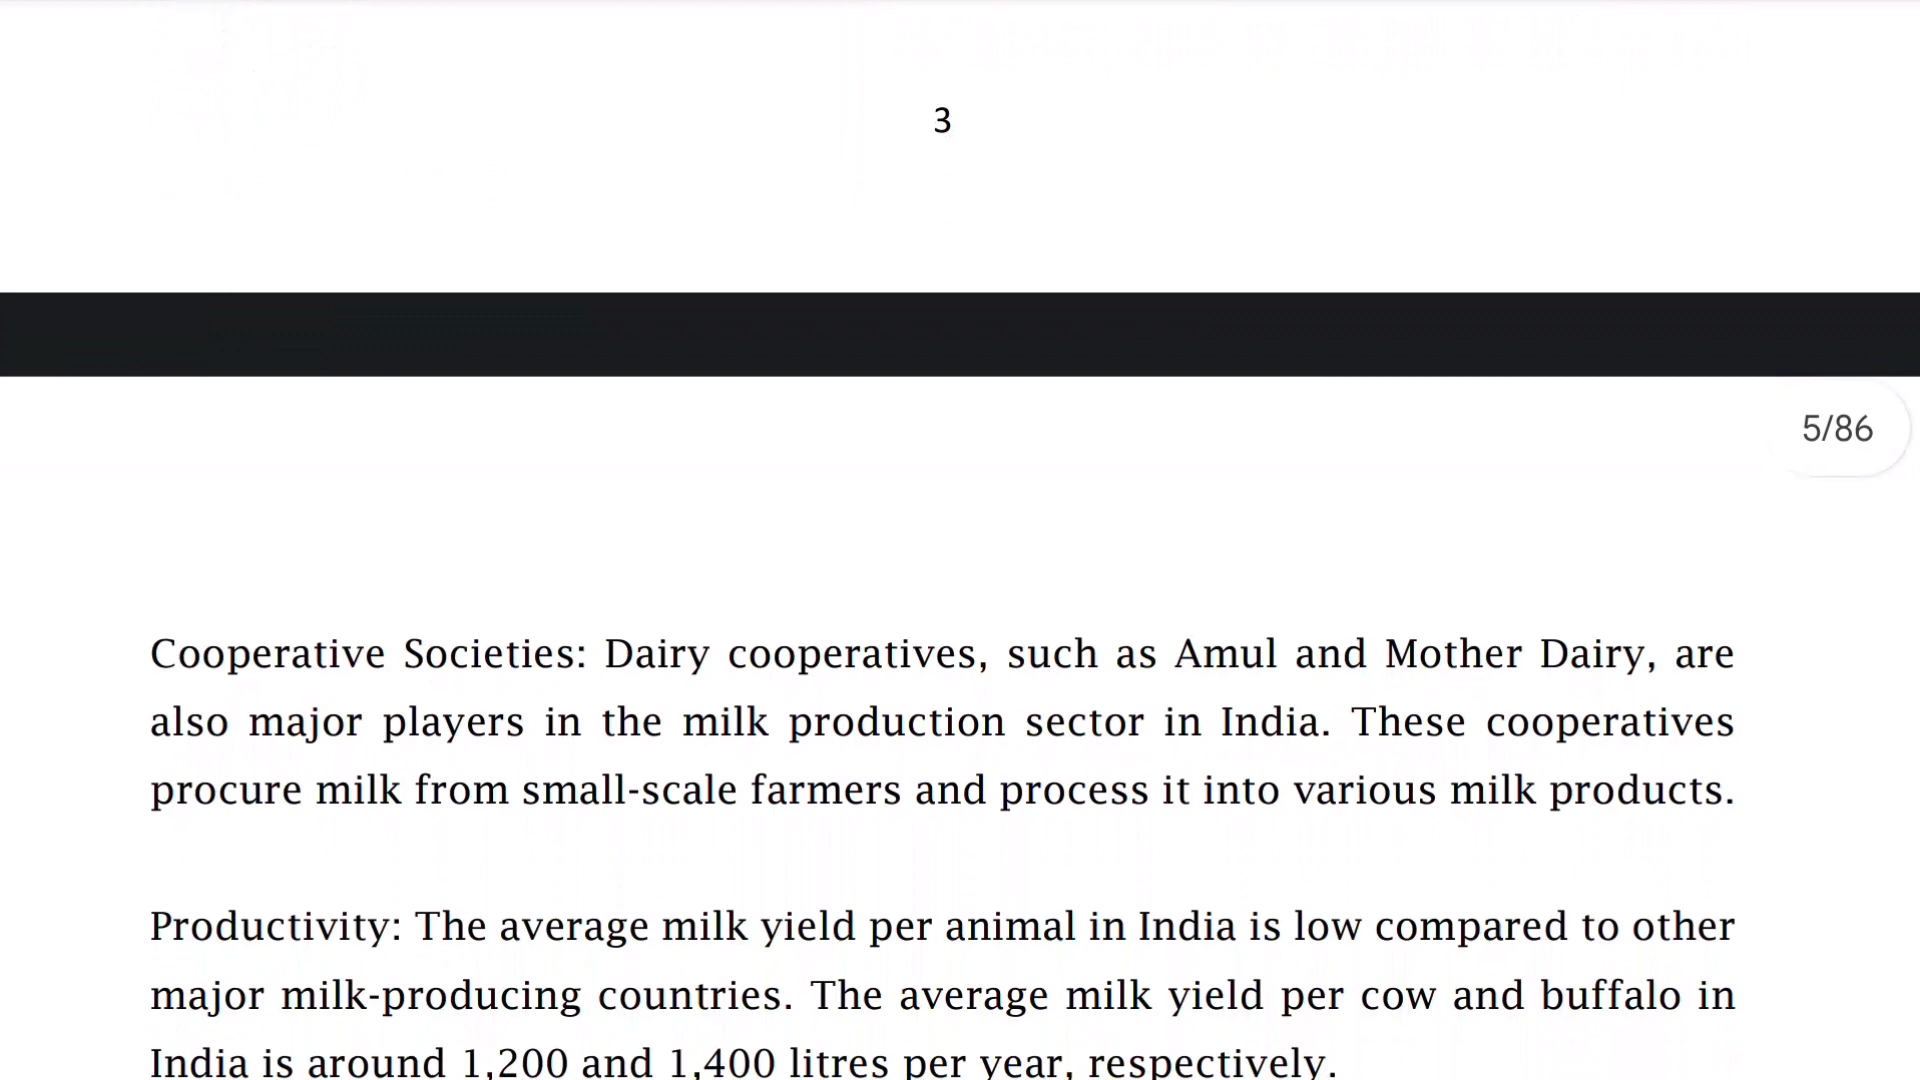 3
5/86
Cooperative Societies: Dairy cooperatives, such as Amul and Mother Dairy, are
also major players in the milk production sector in India. These cooperatives
procure milk from small-scale farmers and process it into various milk products.
Productivity: The average milk yield per animal in India is low compared to other
major milk-producing countries. The average milk yield per cow and buffalo in
India is around 1,200 and 1,400 litres per year, respectively.